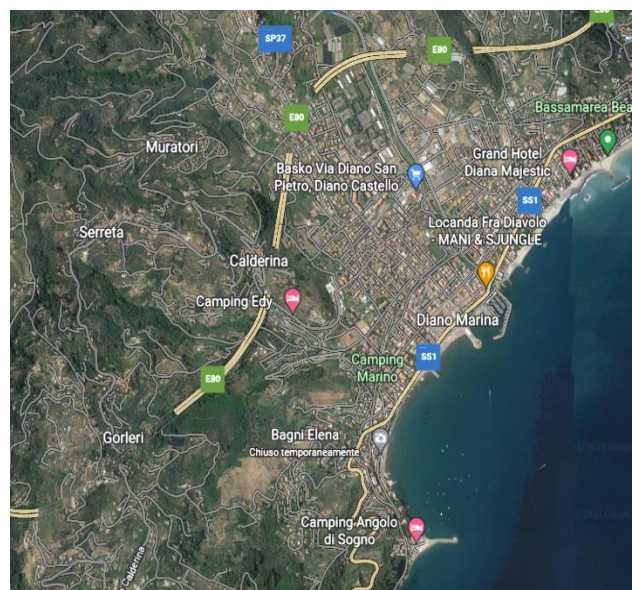 E80
SP37
E80
Bassamarea Bea
E80
Muratori
Grand Hotel
Diana Majestic
Basko Via Diano San
Pietro, Diano Castello
SS1
Locanda Fra Diavolo
- MANI & SJUNGLE
Serreta
Calderina
Camping Edy
Diano Marina
SS1
Camping
Marino
E80
Gorleri
Bagni Elena
Chiuso temporaneamente
Camping Angolo
di Sogno
Calderina